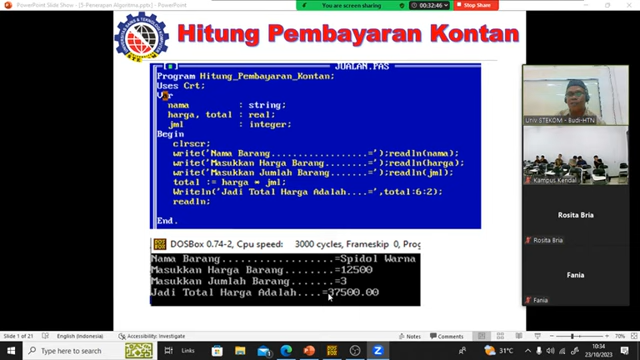 PowerPoint Slide Show - [5-Penerapan Algoritma.pptx] - PowerPoint
You are screen sharing
00:32:46
Stop Share
Hitung Pembayaran Kontan
JUALAN.PAS
Program Hitung_Pembayaran_Kontan;
Uses Crt;
Var
nama : string;
harga, total : real;
jml : integer;
Begin
clrscr;
write('Nama Barang................=');readln(nama);
write('Masukkan Harga Barang........=');readln(harga);
write('Masukkan Jumlah Barang.......=');readln(jml);
total := harga * jml;
Writeln('Jadi Total Harga Adalah....=',total:6:2);
readln;
End.
DOSBox 0.74-2, Cpu speed: 3000 cycles, Frameskip 0, Prog
Nama Barang..................=Spidol Warna
Masukkan Harga Barang........=12500
Masukkan Jumlah Barang.......=3
Jadi Total Harga Adalah....=37500.00
Univ STEKOM - Budi-HTN
Kampus Kendal
Rosita Bria
Rosita Bria
Fania
Fania
Slide 1 of 21
Accessibility: Investigate
Notes
Comments
70%
Links
31°C
10:34
23/10/2023